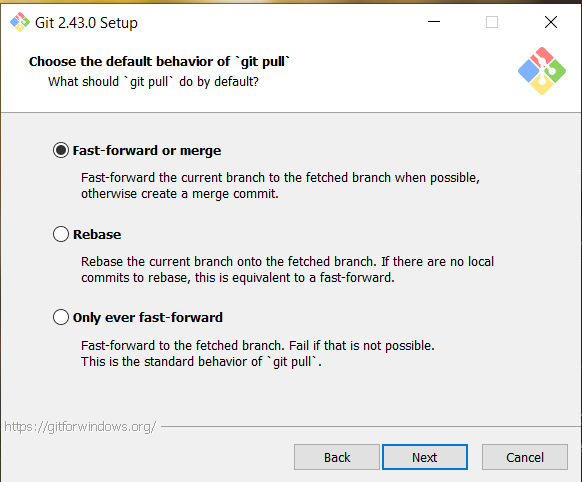 Git 2.43.0 Setup
Choose the default behavior of `git pull`
What should `git pull` do by default?
Fast-forward or merge
Fast-forward the current branch to the fetched branch when possible,
otherwise create a merge commit.
Rebase
Rebase the current branch onto the fetched branch. If there are no local
commits to rebase, this is equivalent to a fast-forward.
Only ever fast-forward
Fast-forward to the fetched branch. Fail if that is not possible.
This is the standard behavior of `git pull`.
https://gitforwindows.org/
Back Next Cancel